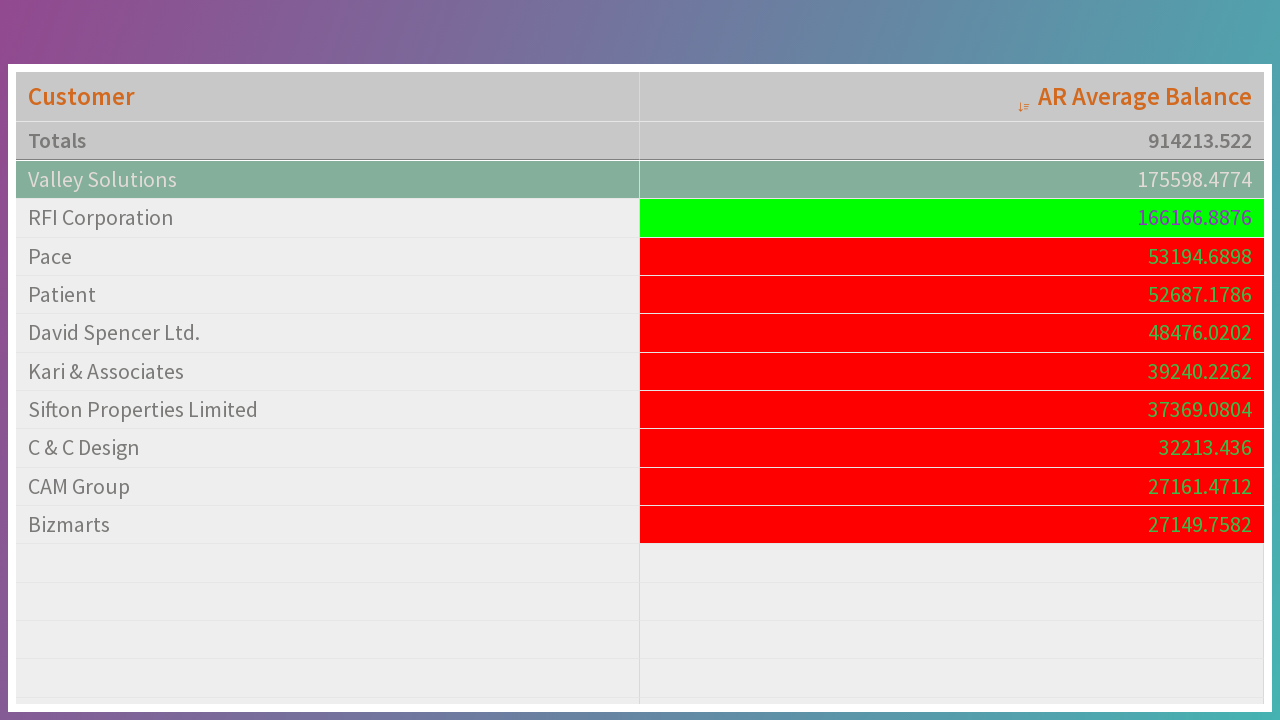 Customer AR Average Balance
Totals 914213.522
Valley Solutions 175598.4774
RFI Corporation 166166.8876
Pace 53194.6898
Patient 52687.1786
David Spencer Ltd. 48476.0202
Kari & Associates 39240.2262
Sifton Properties Limited 37369.0804
C & C Design 32213.436
CAM Group 27161.4712
Bizmarts 27149.7582